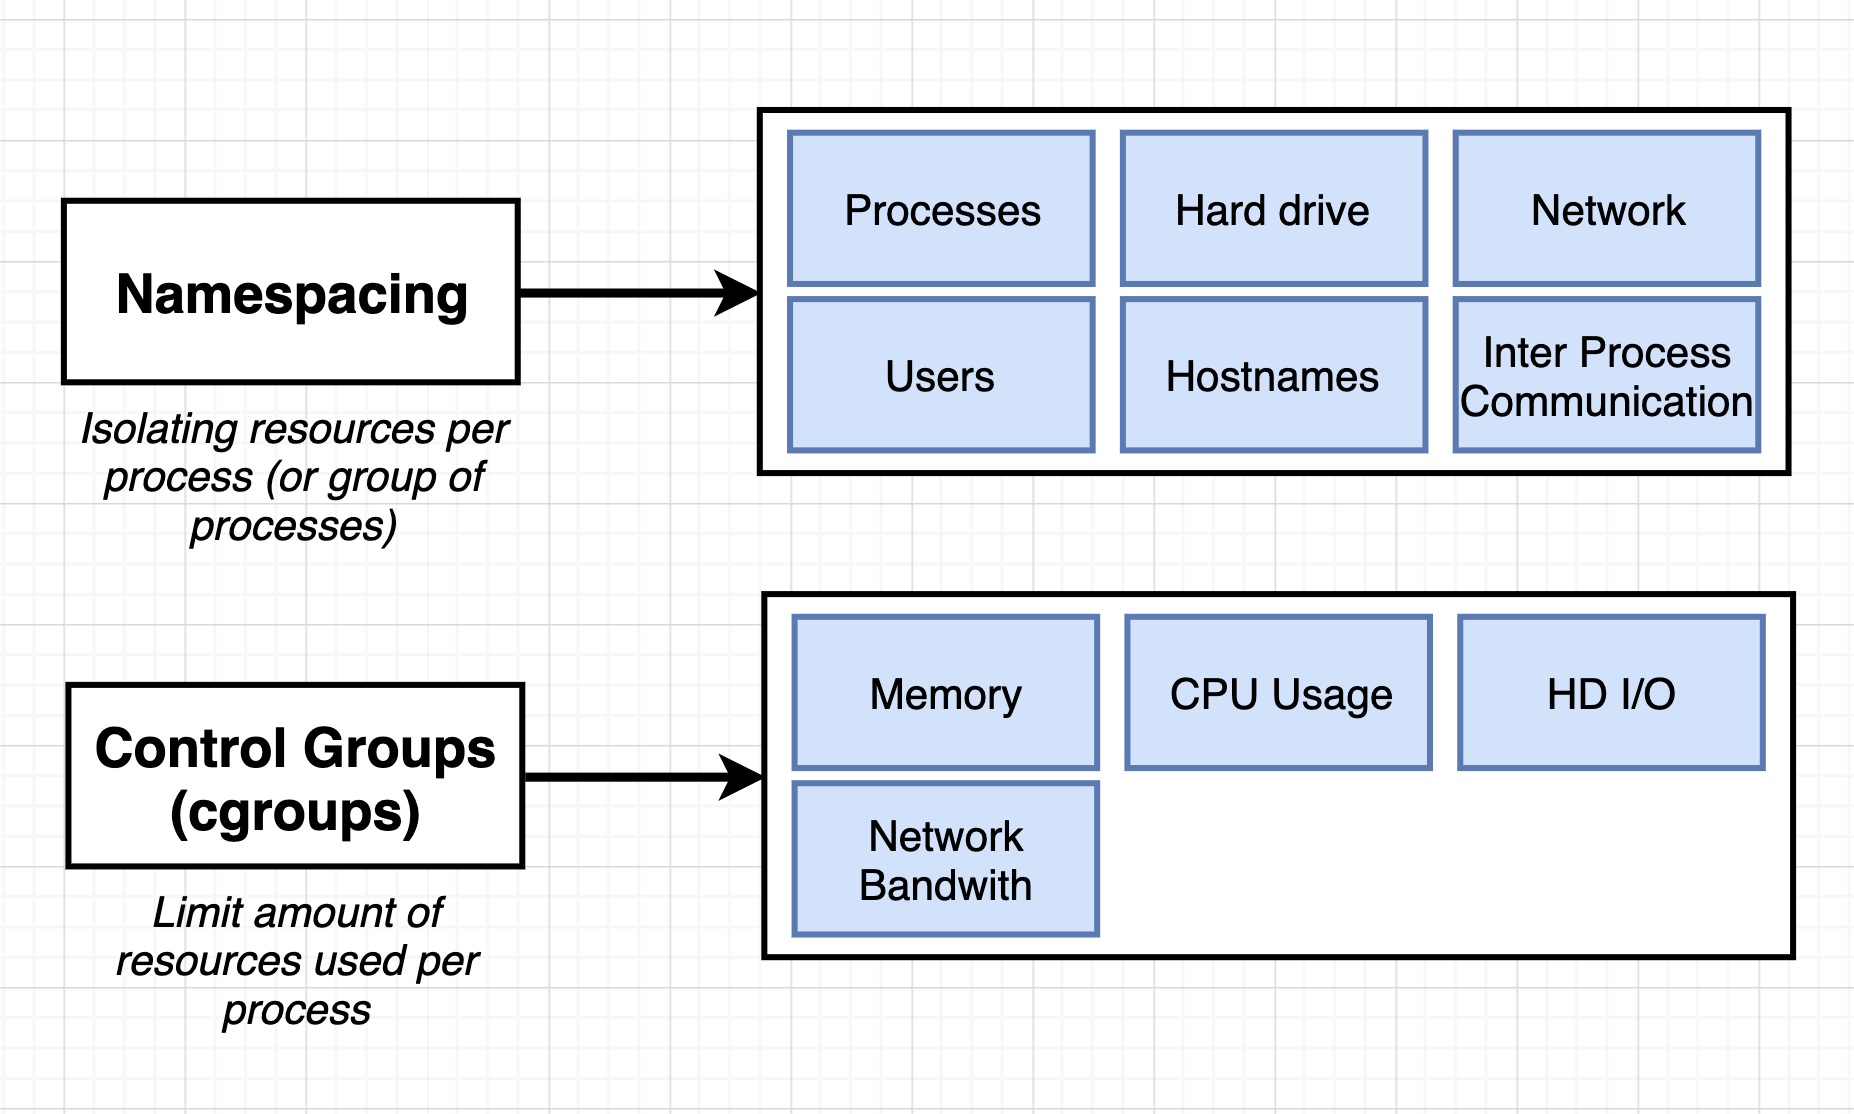 Namespacing
Isolating resources per
process (or group of
processes)
Processes
Hard drive
Network
Users
Hostnames
Inter Process
Communication
Control Groups
(cgroups)
Limit amount of
resources used per
process
Memory
CPU Usage
HD I/O
Network
Bandwith